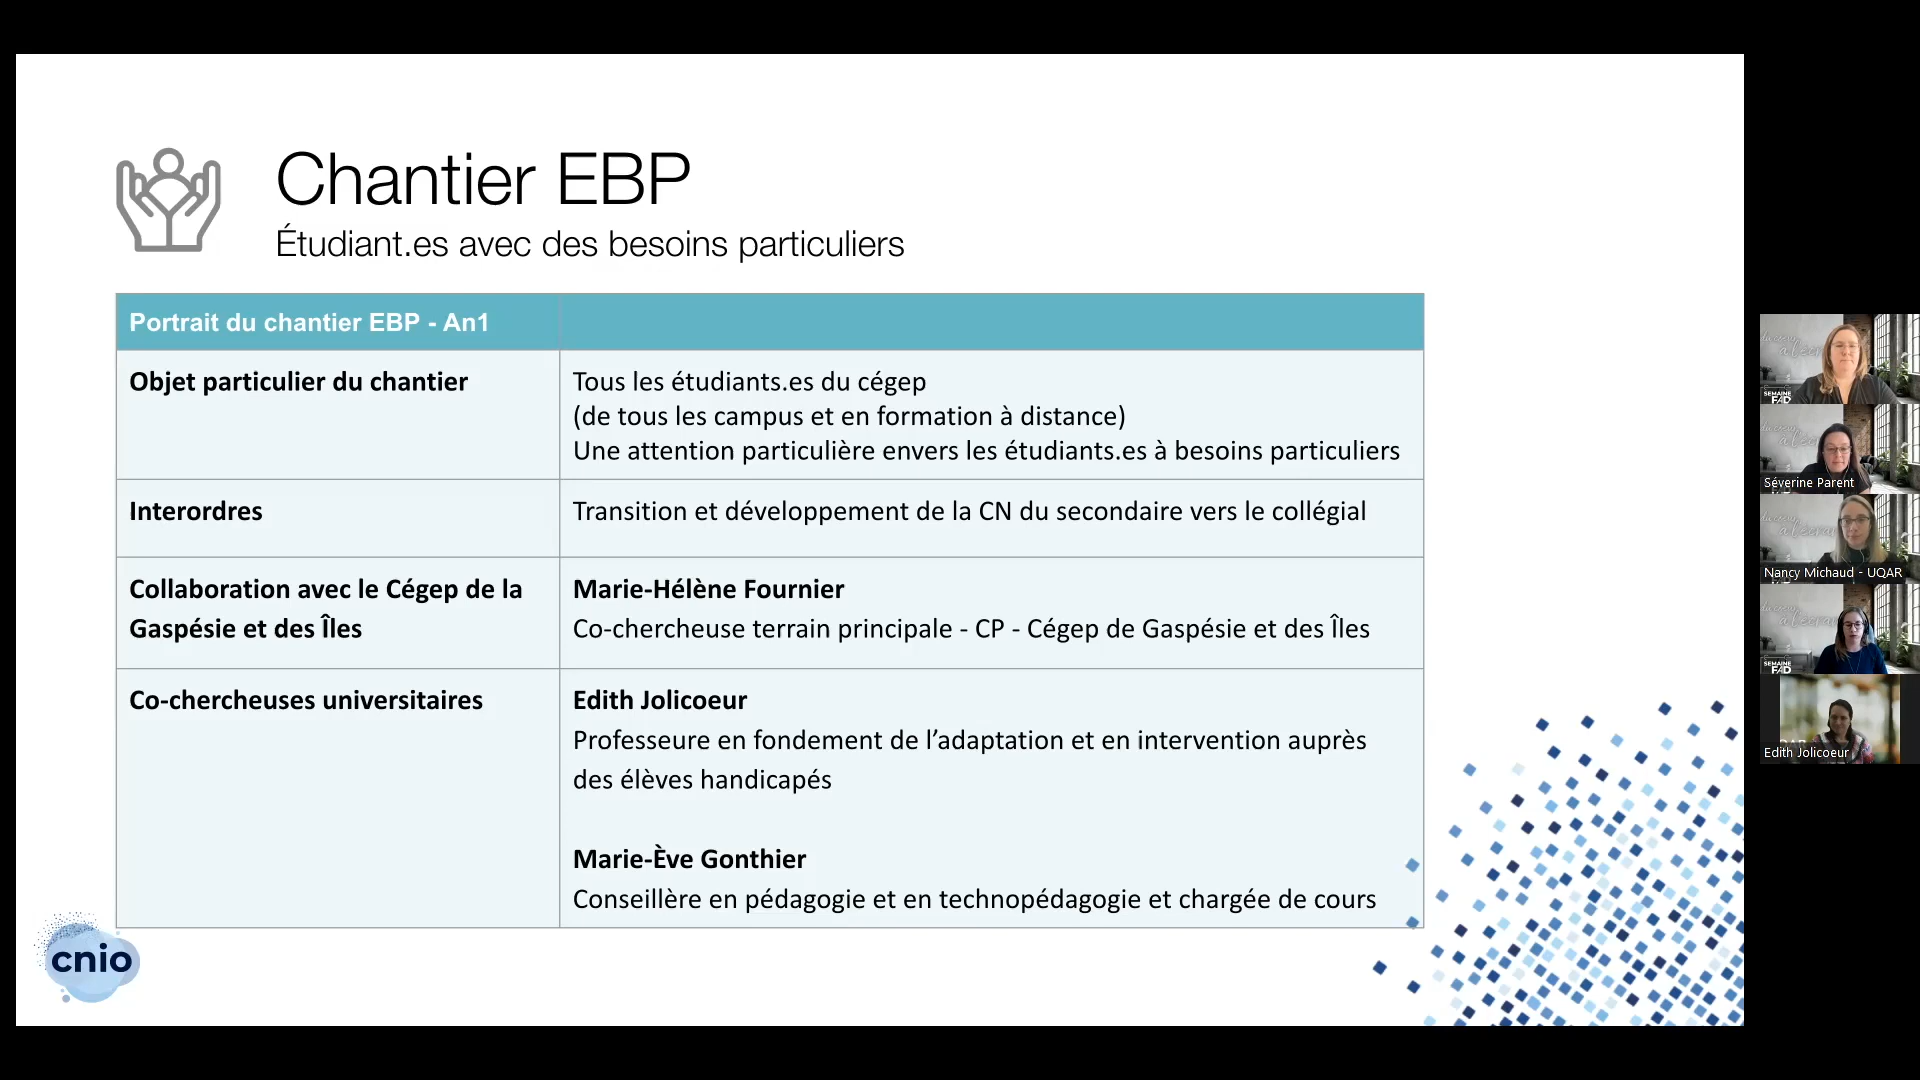 Chantier EBP
Étudiant.es avec des besoins particuliers
Portrait du chantier EBP - An1
Objet particulier du chantier
Tous les étudiants.es du cégep
(de tous les campus et en formation à distance)
Une attention particulière envers les étudiants.es à besoins particuliers
Interordres
Transition et développement de la CN du secondaire vers le collégial
Collaboration avec le Cégep de la
Gaspésie et des Îles
Marie-Hélène Fournier
Co-chercheuse terrain principale - CP - Cégep de Gaspésie et des Îles
Co-chercheuses universitaires
Edith Jolicoeur
Professeure en fondement de l’adaptation et en intervention auprès
des élèves handicapés
Marie-Ève Gonthier
Conseillère en pédagogie et en technopédagogie et chargée de cours
cnio
SEMAINE
FAD
Séverine Parent
Nancy Michaud - UQAR
SEMAINE
FAD
Edith Jolicoeur